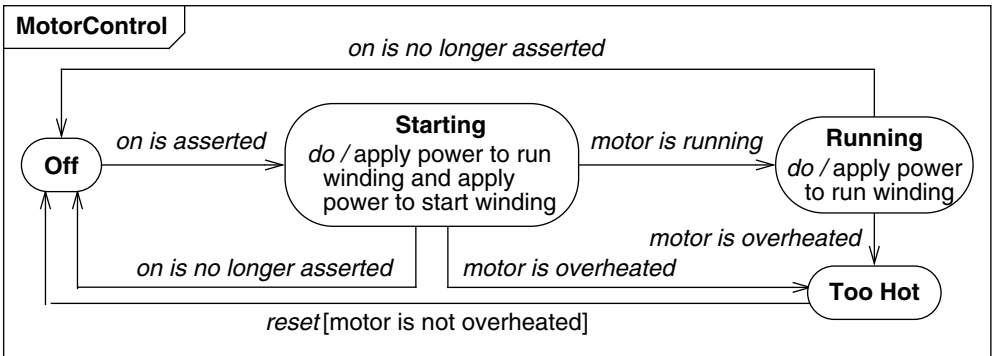 MotorControl
on is no longer asserted
Off
on is asserted
Starting
do / apply power to run
winding and apply
power to start winding
motor is running
Running
do / apply power
to run winding
on is no longer asserted
motor is overheated
motor is overheated
Too Hot
reset [motor is not overheated]